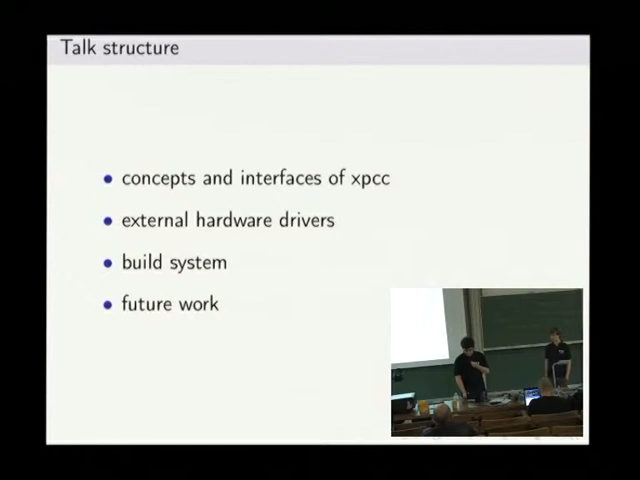 Talk structure
concepts and interfaces of xpcc
external hardware drivers
build system
future work